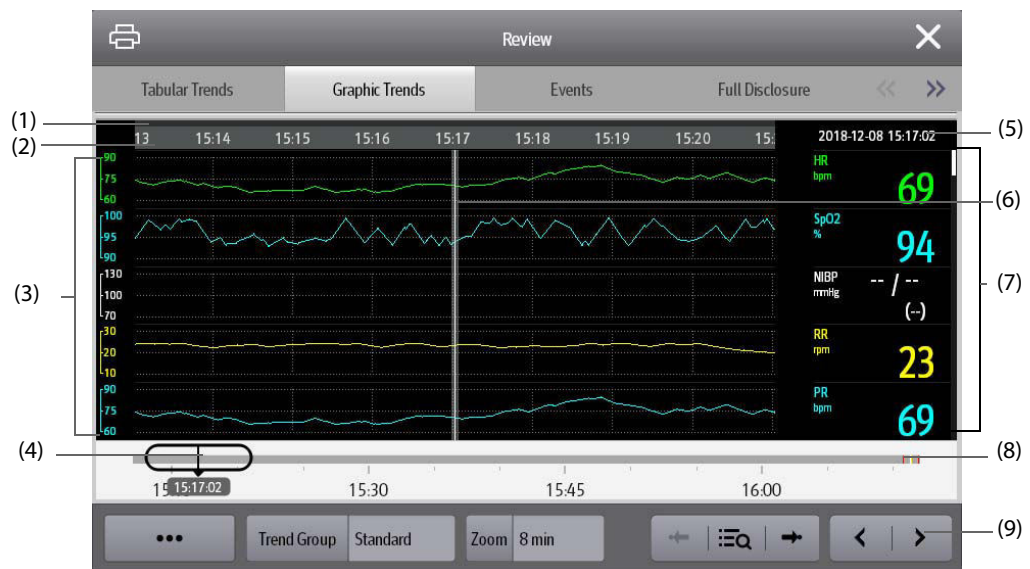 Review
Tabular Trends Graphic Trends Events Full Disclosure
(1)
(2)
13 15:14 15:15 15:16 15:17 15:18 15:19 15:20 15:
2018-12-08 15:17:02
(5)
90
75
60
HR
bpm
69
(6)
100
95
90
SpO2
%
94
(3)
130
100
70
NIBP
mmHg
-- / --
(--)
(7)
30
20
10
RR
rpm
23
90
75
60
PR
bpm
69
(4)
(8)
15: 15:17:02 15:30 15:45 16:00
••• Trend Group Standard Zoom 8 min
(9)